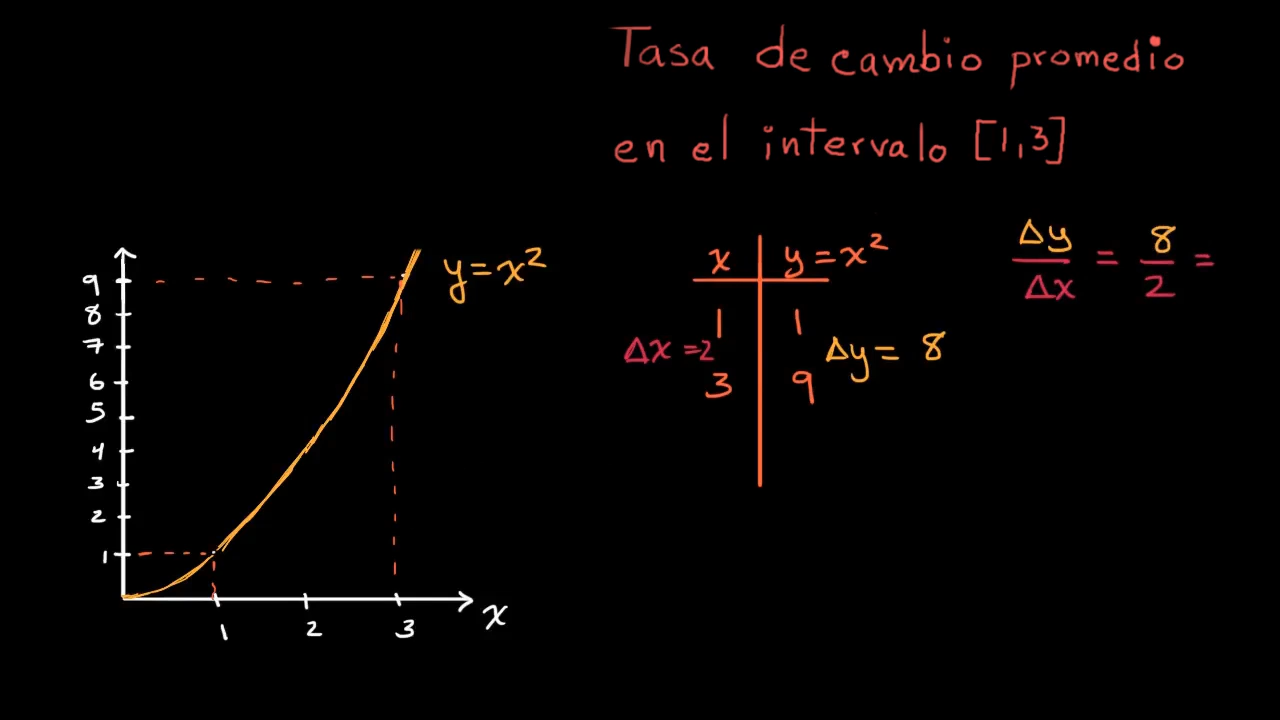 Tasa de cambio promedio
en el intervalo [1,3]
y=x²
x y=x²
Δy/Δx = 8/2 =
1 1
Δx=2 Δy= 8
3 9
9
8
7
6
5
4
3
2
1
1 2 3 x